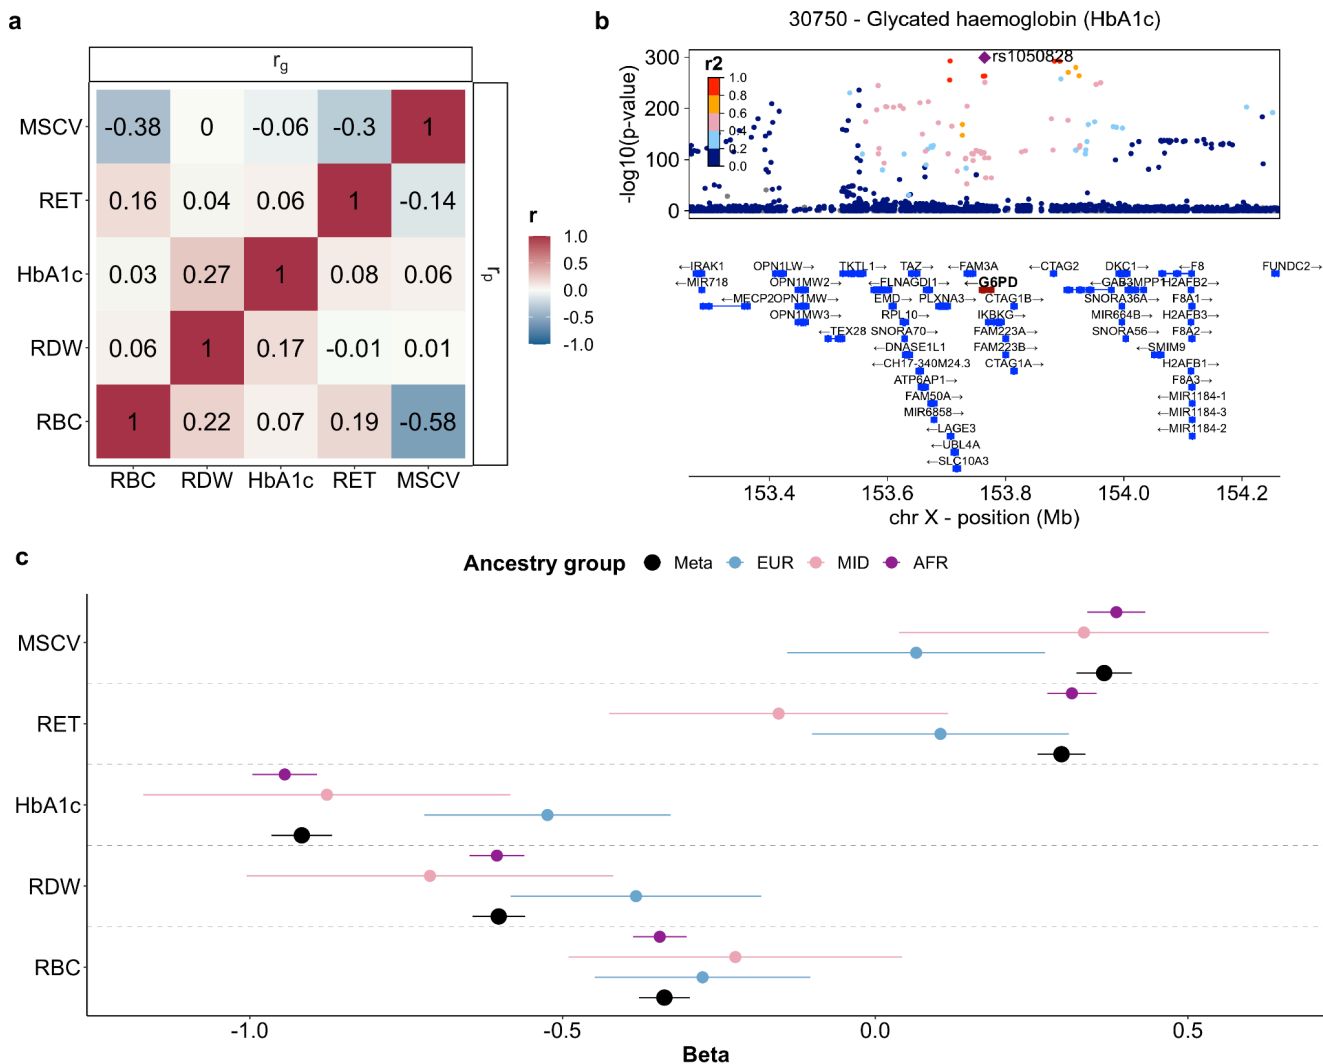 a
r_g
MSCV -0.38 0 -0.06 -0.3 1
RET 0.16 0.04 0.06 1 -0.14
HbA1c 0.03 0.27 1 0.08 0.06
RDW 0.06 1 0.17 -0.01 0.01
RBC 1 0.22 0.07 0.19 -0.58
RBC RDW HbA1c RET MSCV
r_p
r
1.0
0.5
0.0
-0.5
-1.0
b
30750 - Glycated haemoglobin (HbA1c)
-log10(p-value)
300
200
100
0
r2
1.0
0.8
0.6
0.4
0.2
0.0
rs1050828
←IRAK1 OPN1LW→ TKTL1→ TAZ→ ←FAM3A ←CTAG2 DKC1→ ←F8 FUNDC2→
←MIR718 OPN1MW2→ ←FLNA GDI1→ ←G6PD ←GAB3 MPP1 H2AFB2→
←MECP2 OPN1MW→ EMD→ PLXNA3→ CTAG1B→ SNORA36A→ F8A1→
OPN1MW3→ RPL10→ IKBKG→ MIR664B→ H2AFB3→
←TEX28 SNORA70→ FAM223A→ SNORA56→ F8A2→
←DNASE1L1 FAM223B→ ←SMIM9 H2AFB1→
←CH17-340M24.3 CTAG1A→
ATP6AP1→ F8A3→
FAM50A→ ←MIR1184-1
MIR6858→ ←MIR1184-3
←LAGE3 ←MIR1184-2
←UBL4A
←SLC10A3
153.4 153.6 153.8 154.0 154.2
chr X - position (Mb)
c
Ancestry group Meta EUR MID AFR
MSCV
RET
HbA1c
RDW
RBC
-1.0 -0.5 0.0 0.5
Beta